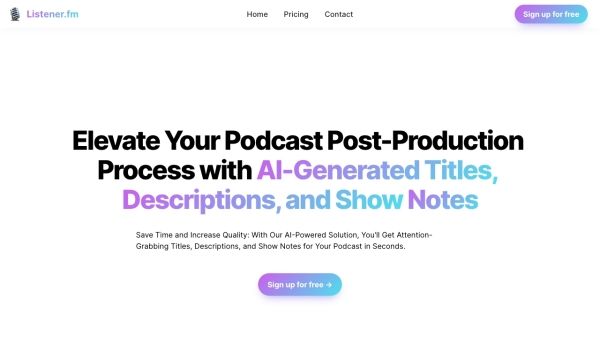 Listener.fm
Home Pricing Contact
Sign up for free
Elevate Your Podcast Post-Production
Process with AI-Generated Titles,
Descriptions, and Show Notes
Save Time and Increase Quality: With Our AI-Powered Solution, You'll Get Attention-
Grabbing Titles, Descriptions, and Show Notes for Your Podcast in Seconds.
Sign up for free →